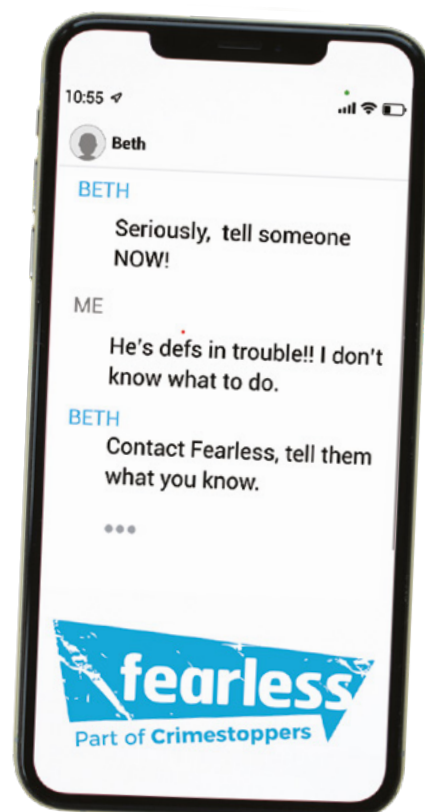 10:55
Beth
BETH
Seriously, tell someone
NOW!
ME
He's defs in trouble!! I don't
know what to do.
BETH
Contact Fearless, tell them
what you know.
fearless
Part of Crimestoppers